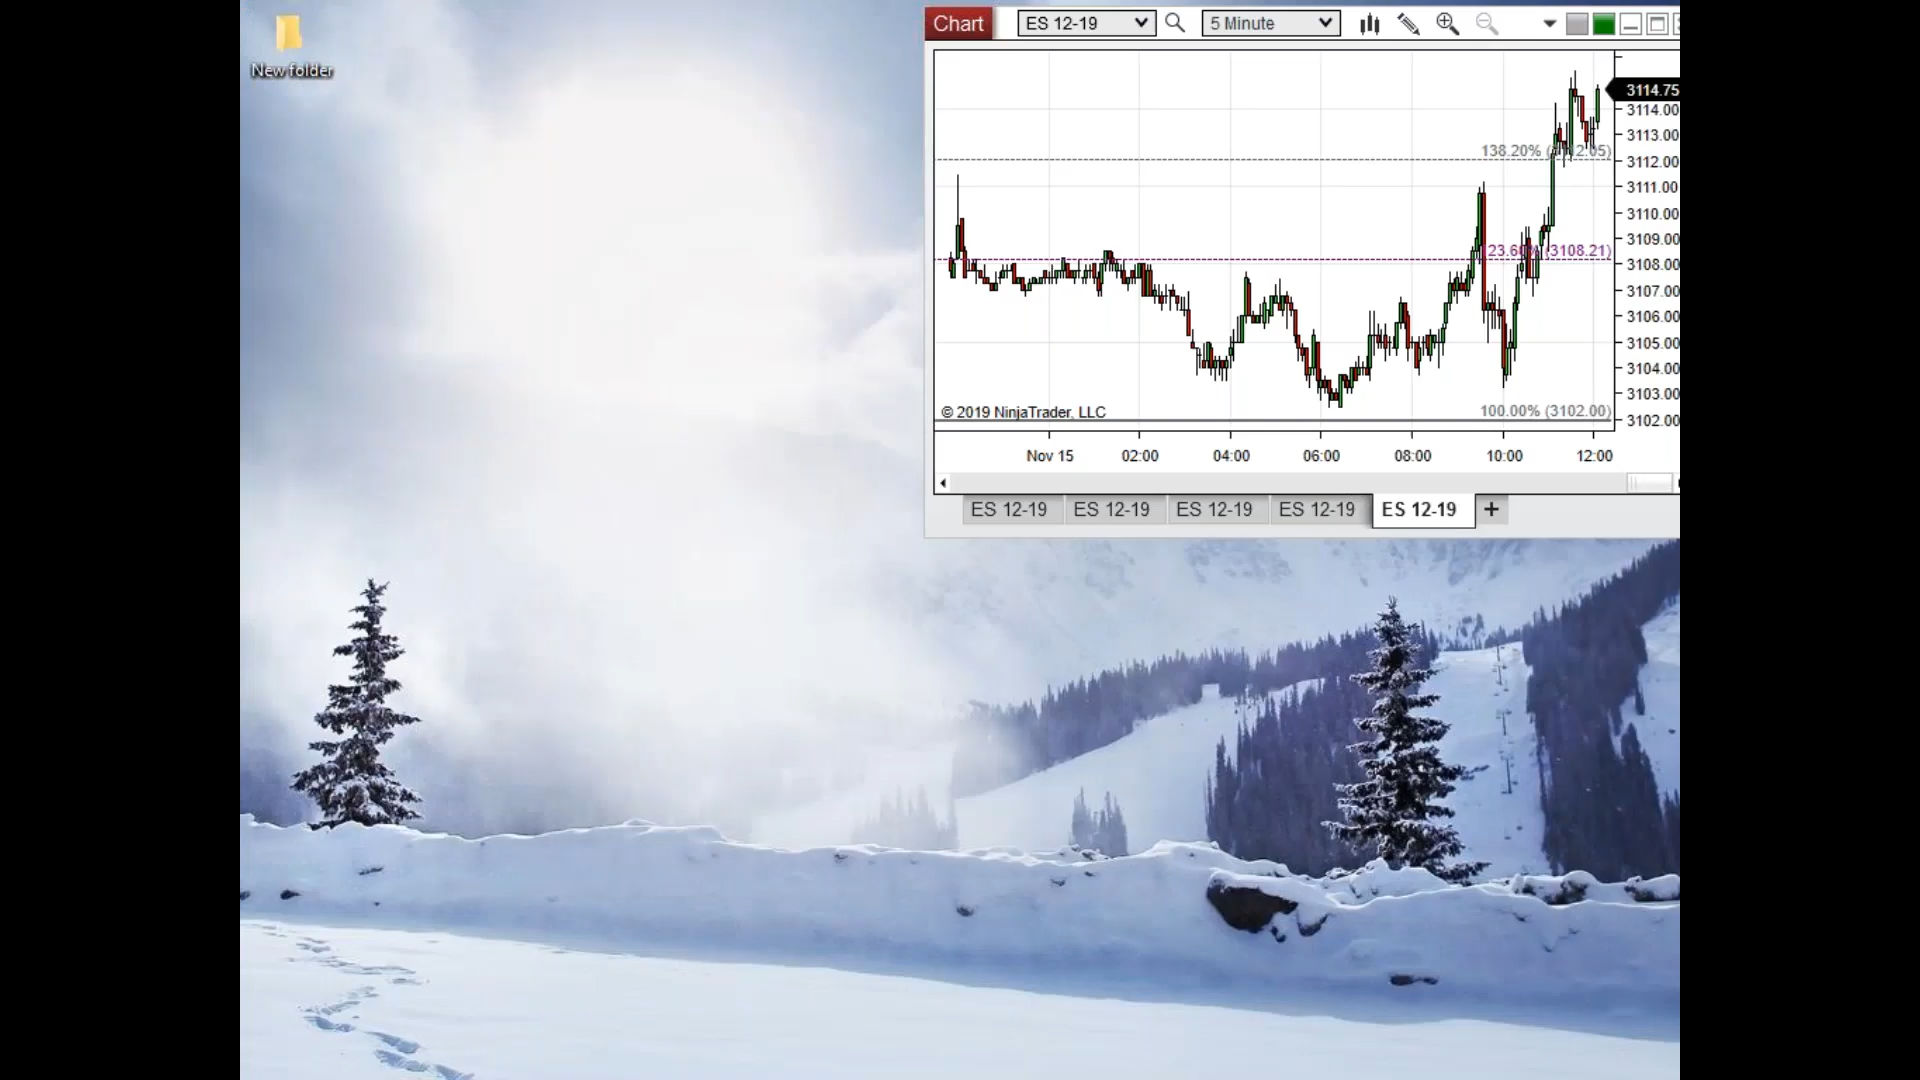 New folder
Chart
ES 12-19
5 Minute
3114.75
3114.00
3113.00
138.20%
3112.00
3111.00
3110.00
3109.00
23.60% (3108.21)
3108.00
3107.00
3106.00
3105.00
3104.00
3103.00
© 2019 NinjaTrader, LLC
100.00% (3102.00)
3102.00
Nov 15
02:00
04:00
06:00
08:00
10:00
12:00
ES 12-19
ES 12-19
ES 12-19
ES 12-19
ES 12-19
+